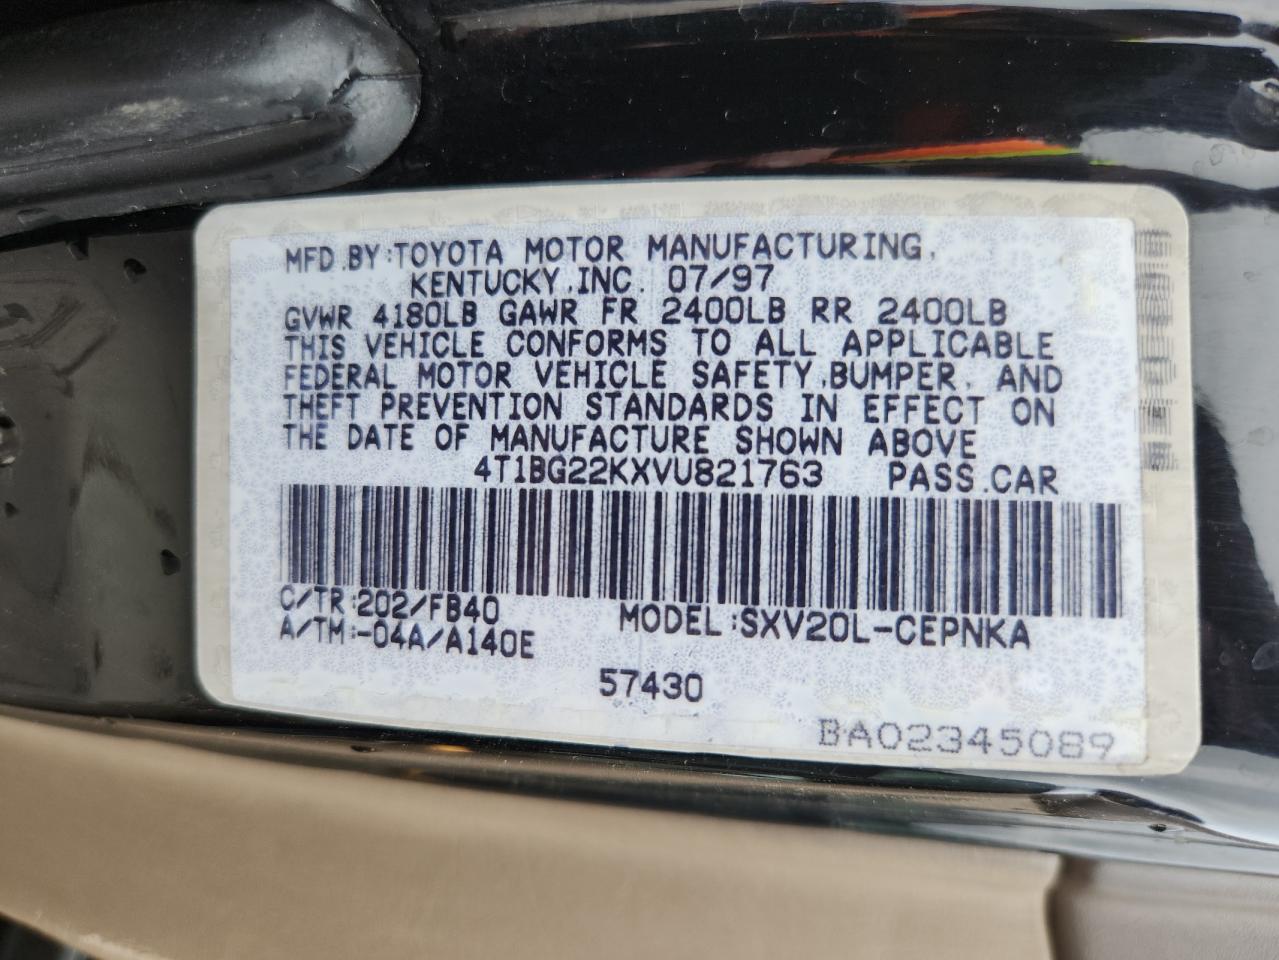 MFD.BY:TOYOTA MOTOR MANUFACTURING,
KENTUCKY,INC. 07/97
GVWR 4180LB GAWR FR 2400LB RR 2400LB
THIS VEHICLE CONFORMS TO ALL APPLICABLE
FEDERAL MOTOR VEHICLE SAFETY,BUMPER, AND
THEFT PREVENTION STANDARDS IN EFFECT ON
THE DATE OF MANUFACTURE SHOWN ABOVE
4T1BG22KXVU821763 PASS.CAR
C/TR:202/FB40 MODEL:SXV20L-CEPNKA
A/TM:-04A/A140E
57430
BA02345089